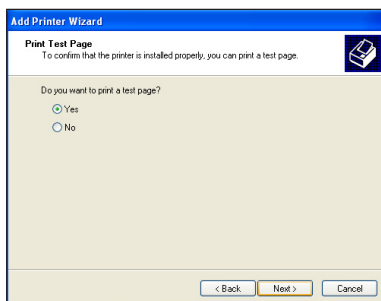 Add Printer Wizard
Print Test Page
To confirm that the printer is installed properly, you can print a test page.
Do you want to print a test page?
Yes
No
< Back Next > Cancel